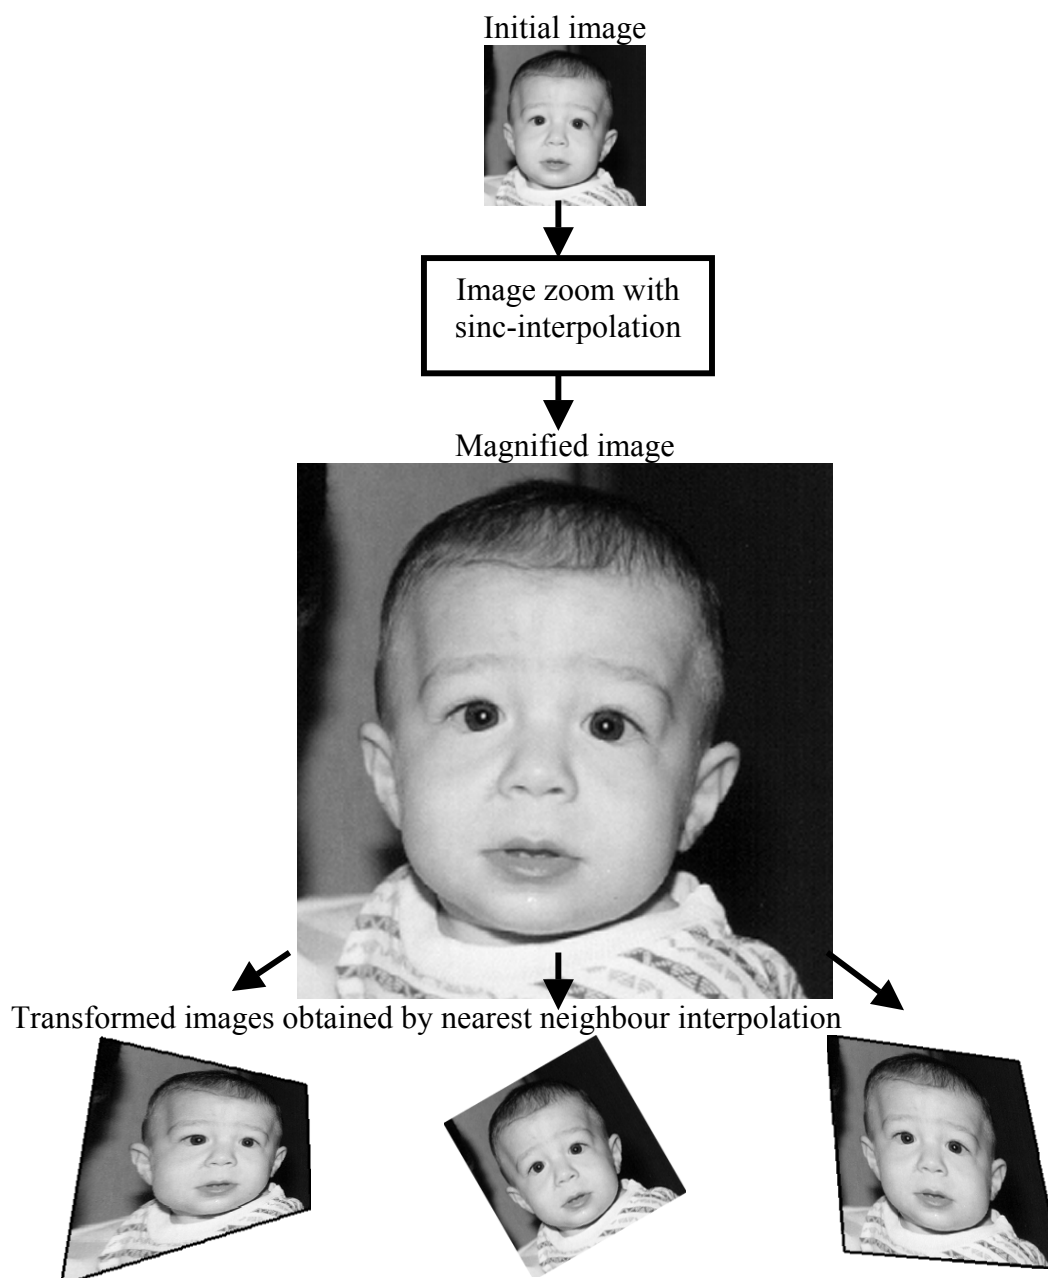 Initial image
Image zoom with
sinc-interpolation
Magnified image
Transformed images obtained by nearest neighbour interpolation